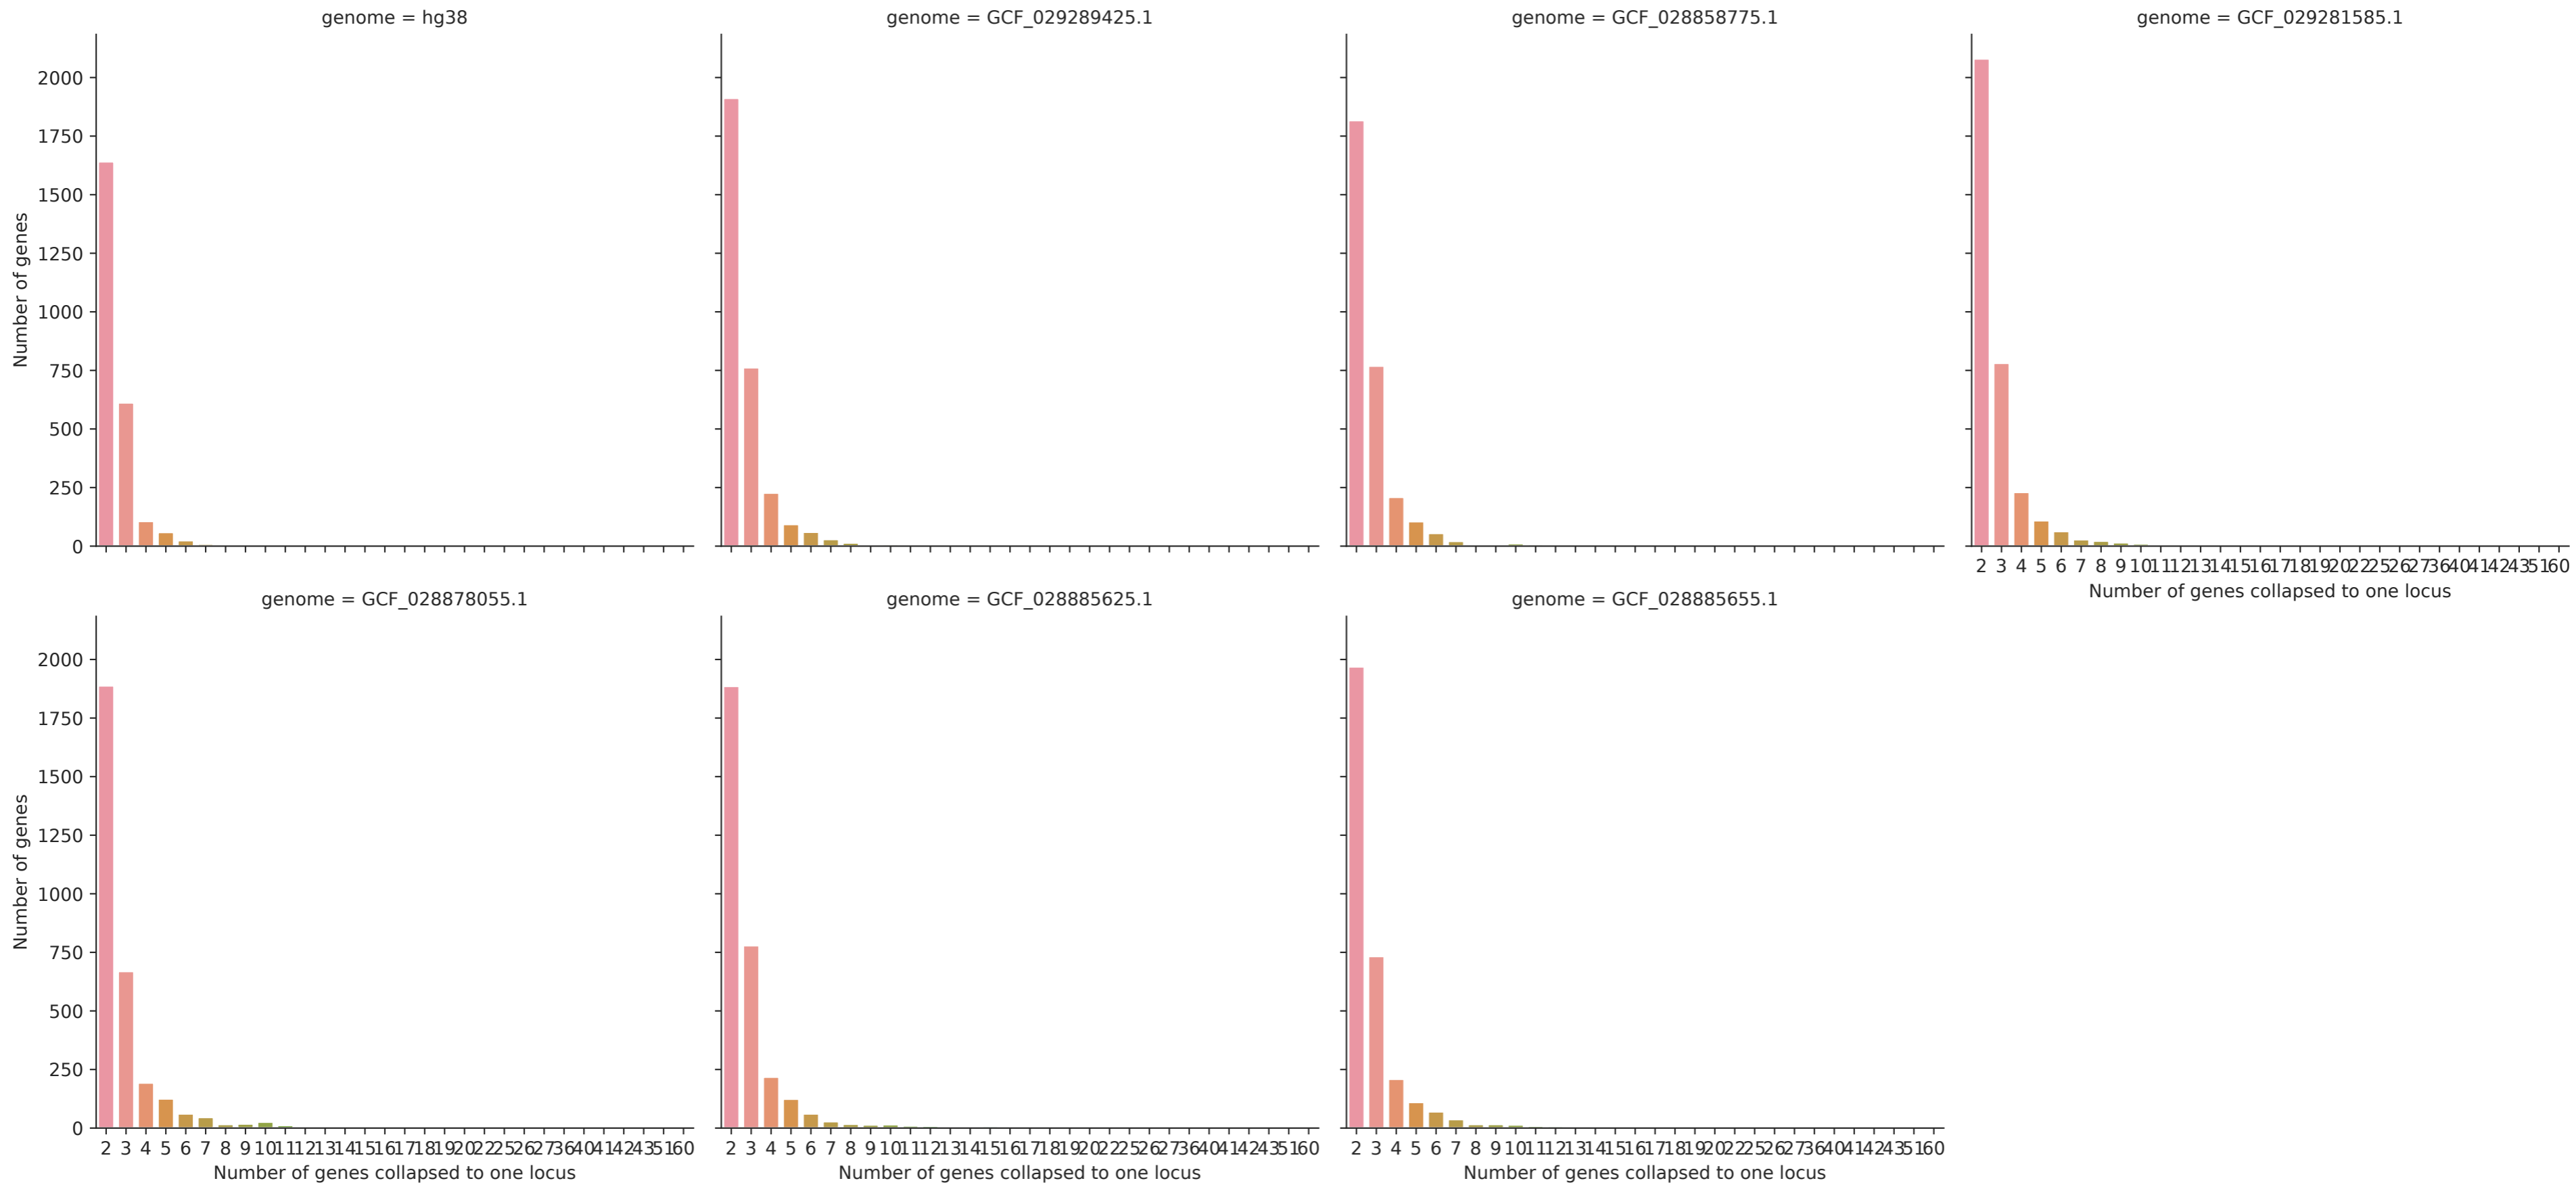 genome = hg38
genome = GCF_029289425.1
genome = GCF_028858775.1
genome = GCF_029281585.1
Number of genes
2000
1750
1500
1250
1000
750
500
250
0
2 3 4 5 6 7 8 9 10 11 12 13 14 15 16 17 18 19 20 22 25 26 27 36 40 41 42 43 51 60
Number of genes collapsed to one locus
genome = GCF_028878055.1
genome = GCF_028885625.1
genome = GCF_028885655.1
Number of genes
2000
1750
1500
1250
1000
750
500
250
0
2 3 4 5 6 7 8 9 10 11 12 13 14 15 16 17 18 19 20 22 25 26 27 36 40 41 42 43 51 60
Number of genes collapsed to one locus
2 3 4 5 6 7 8 9 10 11 12 13 14 15 16 17 18 19 20 22 25 26 27 36 40 41 42 43 51 60
Number of genes collapsed to one locus
2 3 4 5 6 7 8 9 10 11 12 13 14 15 16 17 18 19 20 22 25 26 27 36 40 41 42 43 51 60
Number of genes collapsed to one locus